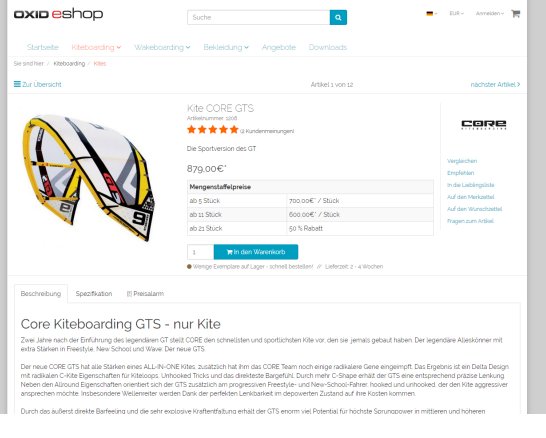 OXID eshop
Suche
EUR
Anmelden
Startseite Kiteboarding Wakeboarding Bekleidung Angebote Downloads
Sie sind hier / Kiteboarding / Kites
Zur Übersicht Artikel 1 von 12 nächster Artikel
Kite CORE GTS
Artikelnummer: 1208
(2 Kundenmeinungen)
Die Sportversion des GT
879,00€*
Mengenstaffelpreise
ab 5 Stück 700,00€* / Stück
ab 11 Stück 600,00€* / Stück
ab 21 Stück 50 % Rabatt
1 In den Warenkorb
Wenige Exemplare auf Lager - schnell bestellen! // Lieferzeit: 2 - 4 Wochen
CORE
KITEBOARDING
Vergleichen
Empfehlen
In die Lieblingsliste
Auf den Merkzettel
Auf den Wunschzettel
Fragen zum Artikel
Beschreibung Spezifikation Preisalarm
Core Kiteboarding GTS - nur Kite
Zwei Jahre nach der Einführung des legendären GT stellt CORE den schnellsten und sportlichsten Kite vor, den sie jemals gebaut haben. Der legendäre Alleskönner mit
extra Stärken in Freestyle, New School und Wave. Der neue GTS.
Der neue CORE GTS hat alle Stärken eines ALL-IN-ONE Kites, zusätzlich hat ihm das CORE Team noch einige radikalere Gene eingeimpft. Das Ergebnis ist ein Delta Design
mit radikalen C-Kite Eigenschaften für Kiteloops, Unhooked Tricks und das direkteste Bargefühl. Durch mehr C-Shape erhält der GTS eine entsprechend präzise Lenkung.
Neben den Allround Eigenschaften orientiert sich der GTS zusätzlich am progressiven Freestyle- und New-School-Fahrer: hooked und unhooked, der den Kite aggressiver
ansprechen möchte. Insbesondere Wellenreiter werden Dank der perfekten Lenkbarkeit im depowerten Zustand auf ihre Kosten kommen.
Durch das äußerst direkte Barfeeling und die sehr explosive Kraftentfaltung erhält der GTS enorm viel Potential für höchste Sprungpower in mittleren und höheren